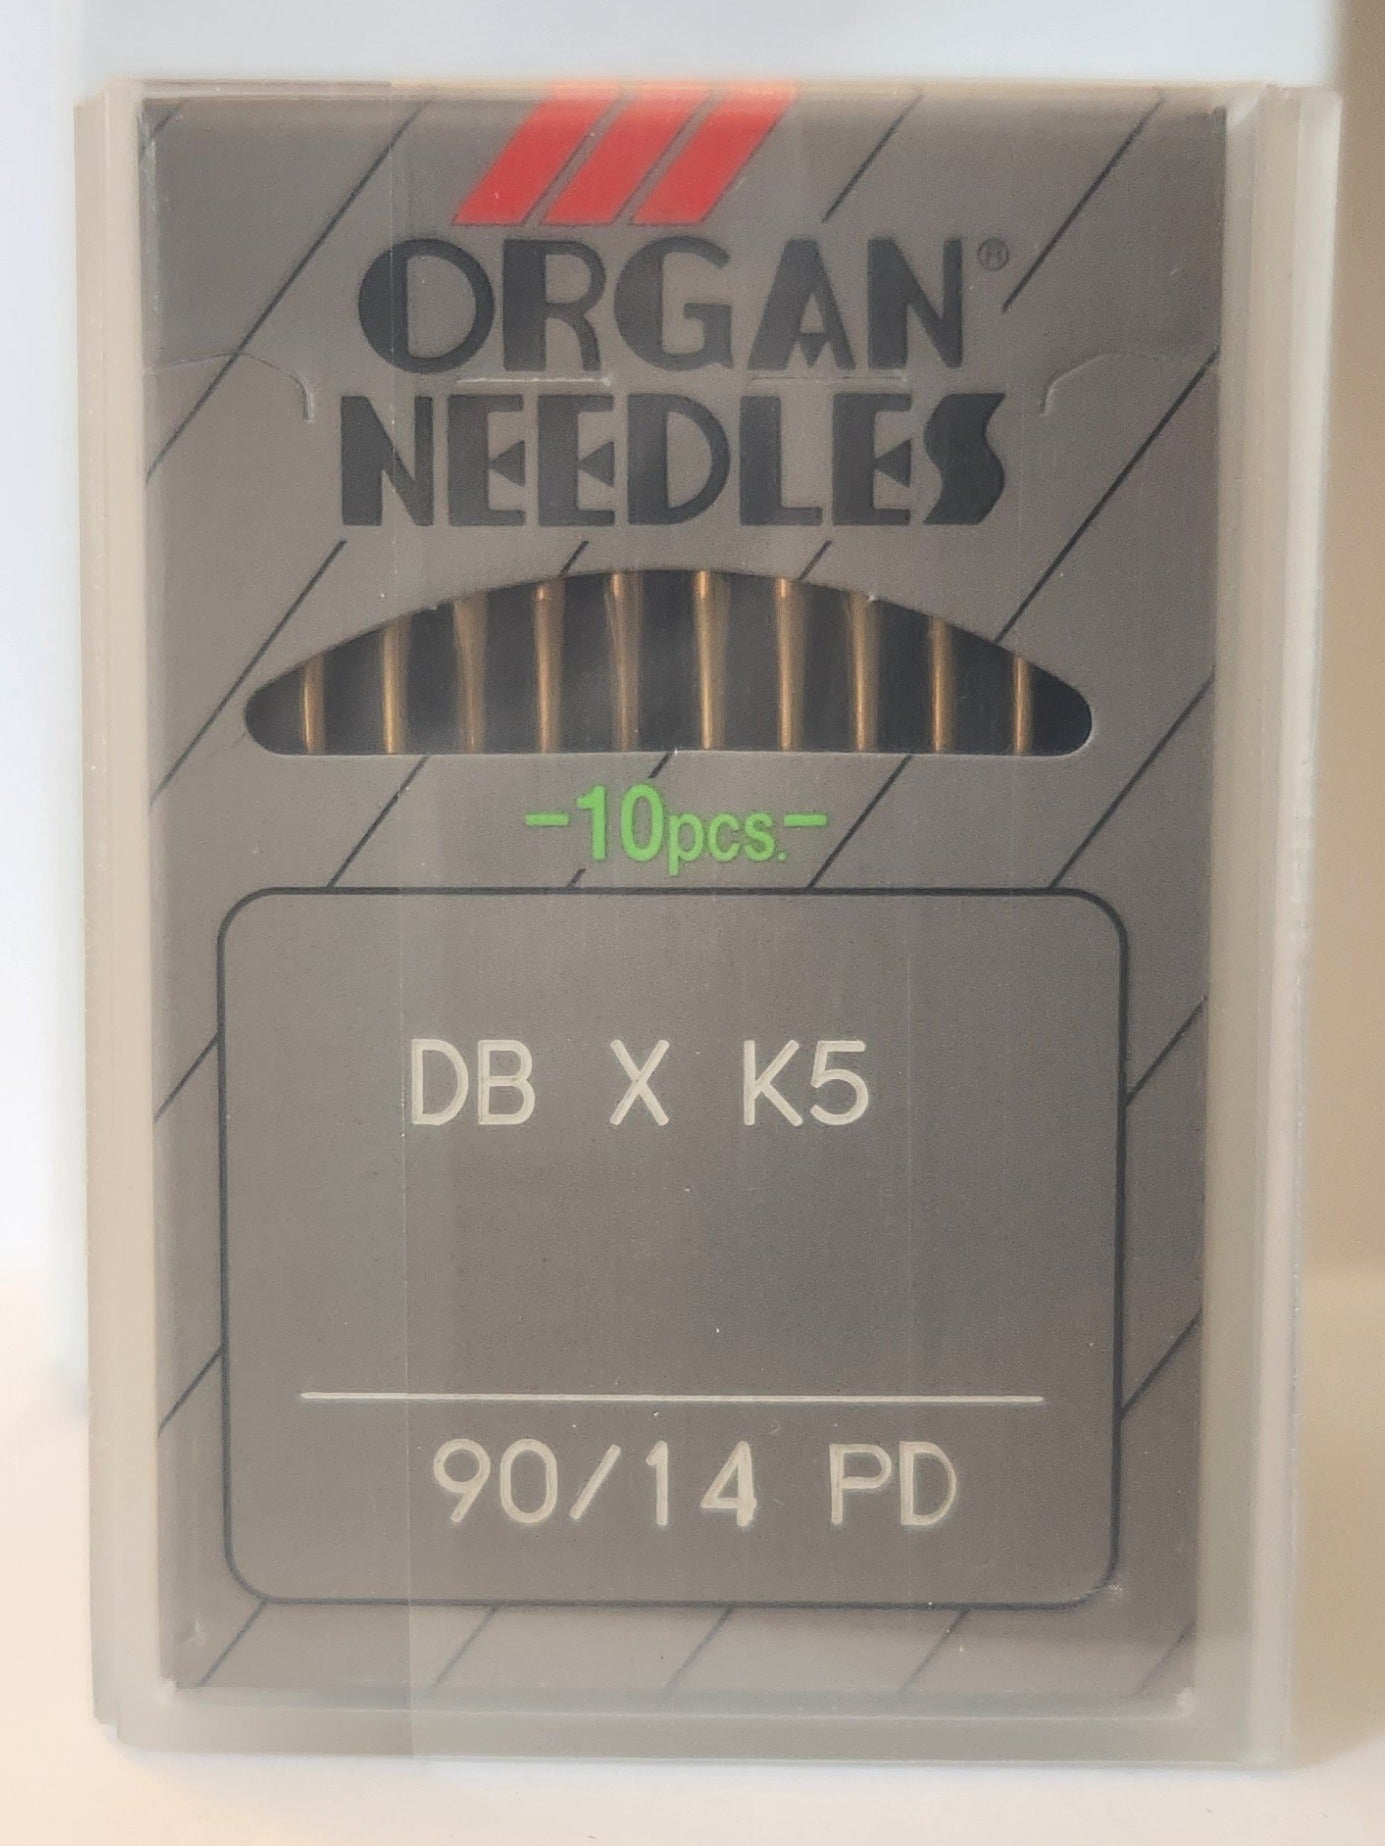 ORGAN®
NEEDLES
-10pcs.-
DB X K5
90/14 PD